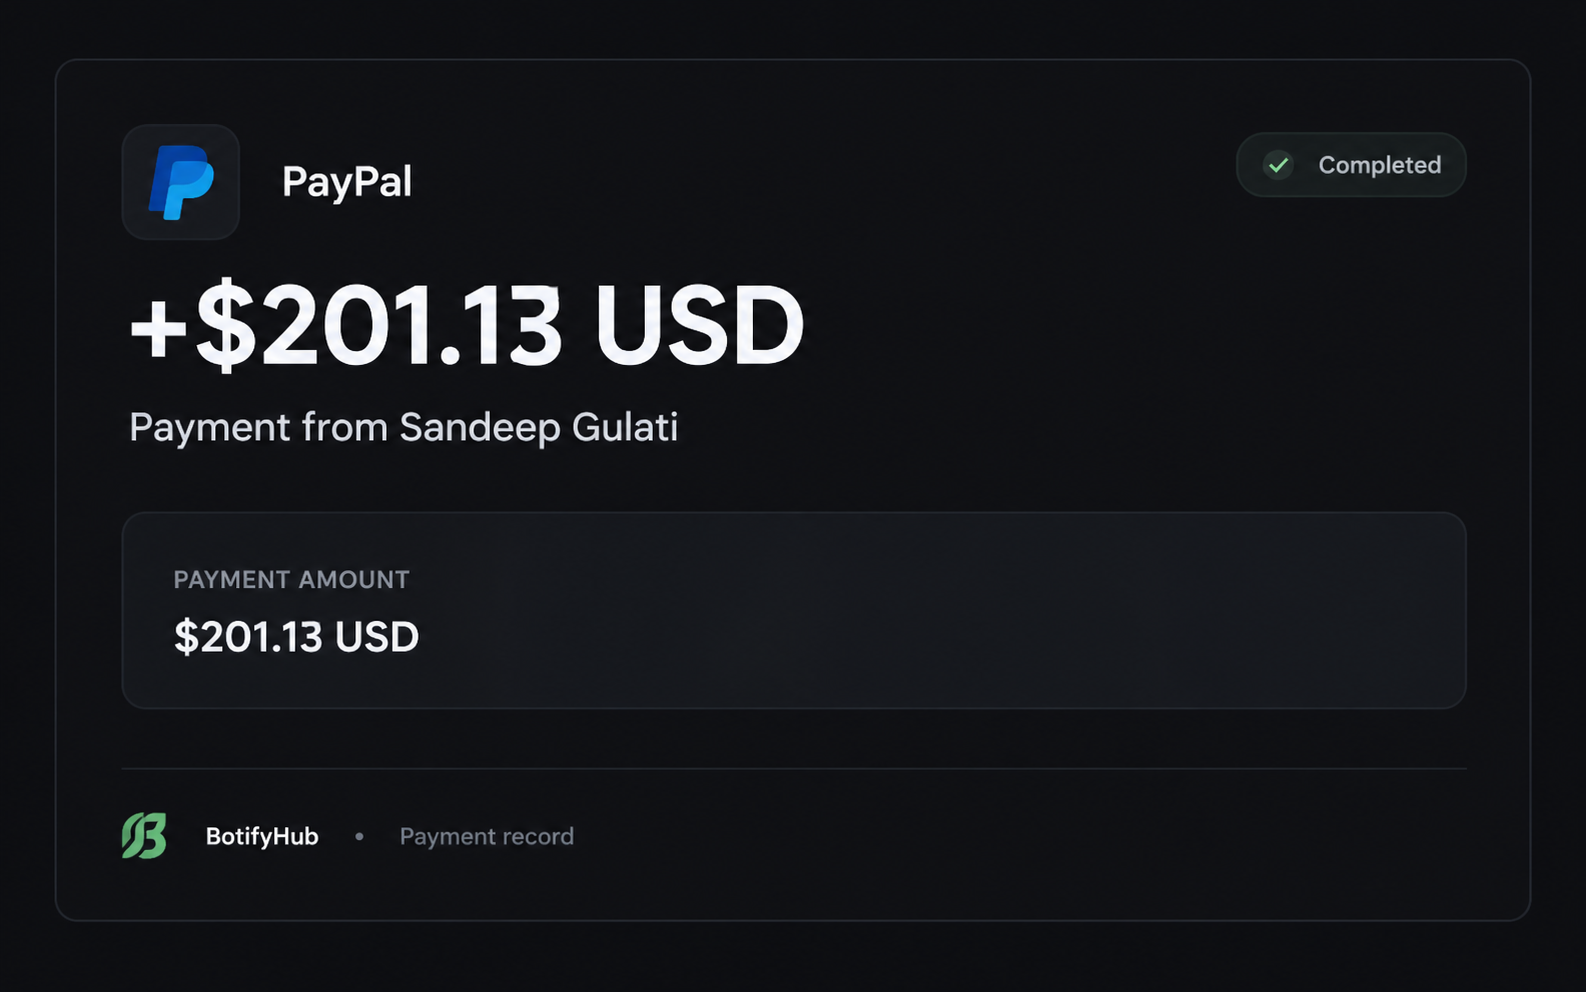 PayPal
Completed
+$201.13 USD
Payment from Sandeep Gulati
PAYMENT AMOUNT
$201.13 USD
BotifyHub • Payment record